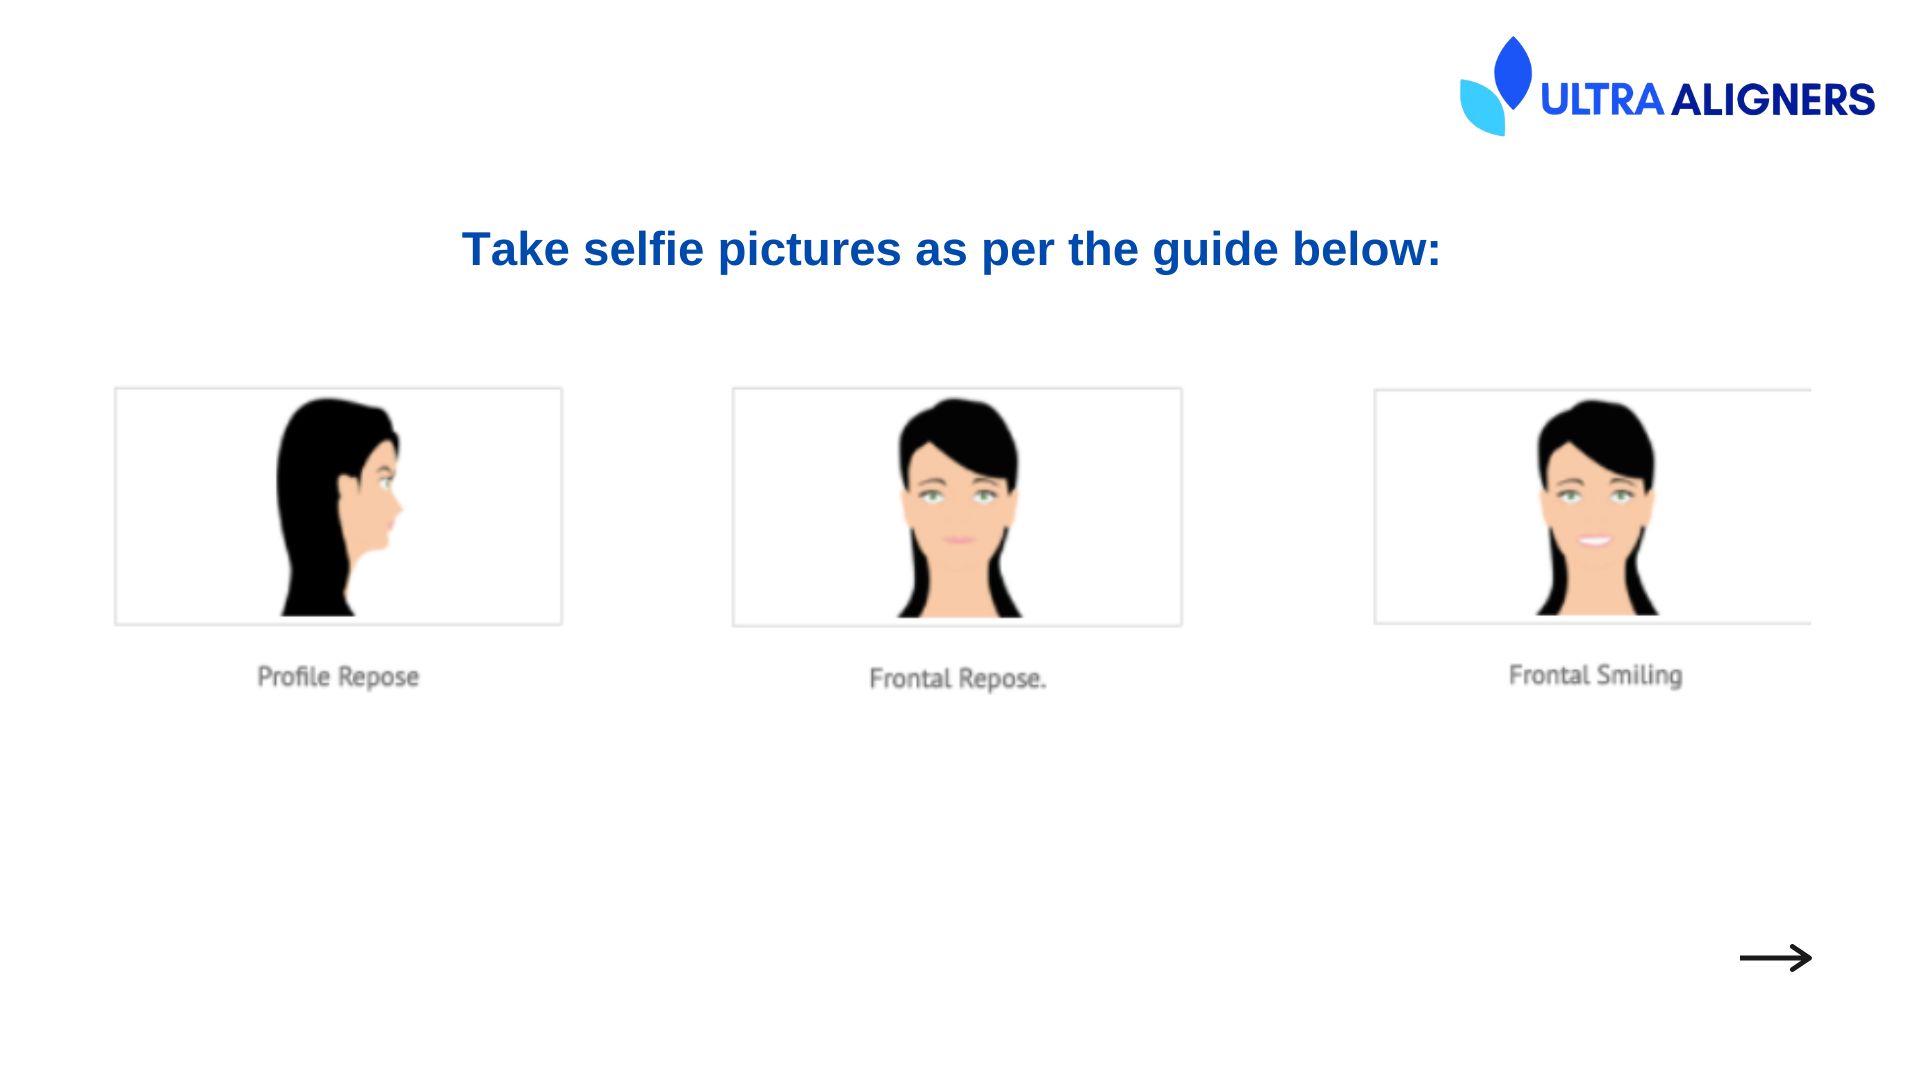 ULTRA ALIGNERS
Take selfie pictures as per the guide below:
Profile Repose
Frontal Repose.
Frontal Smiling